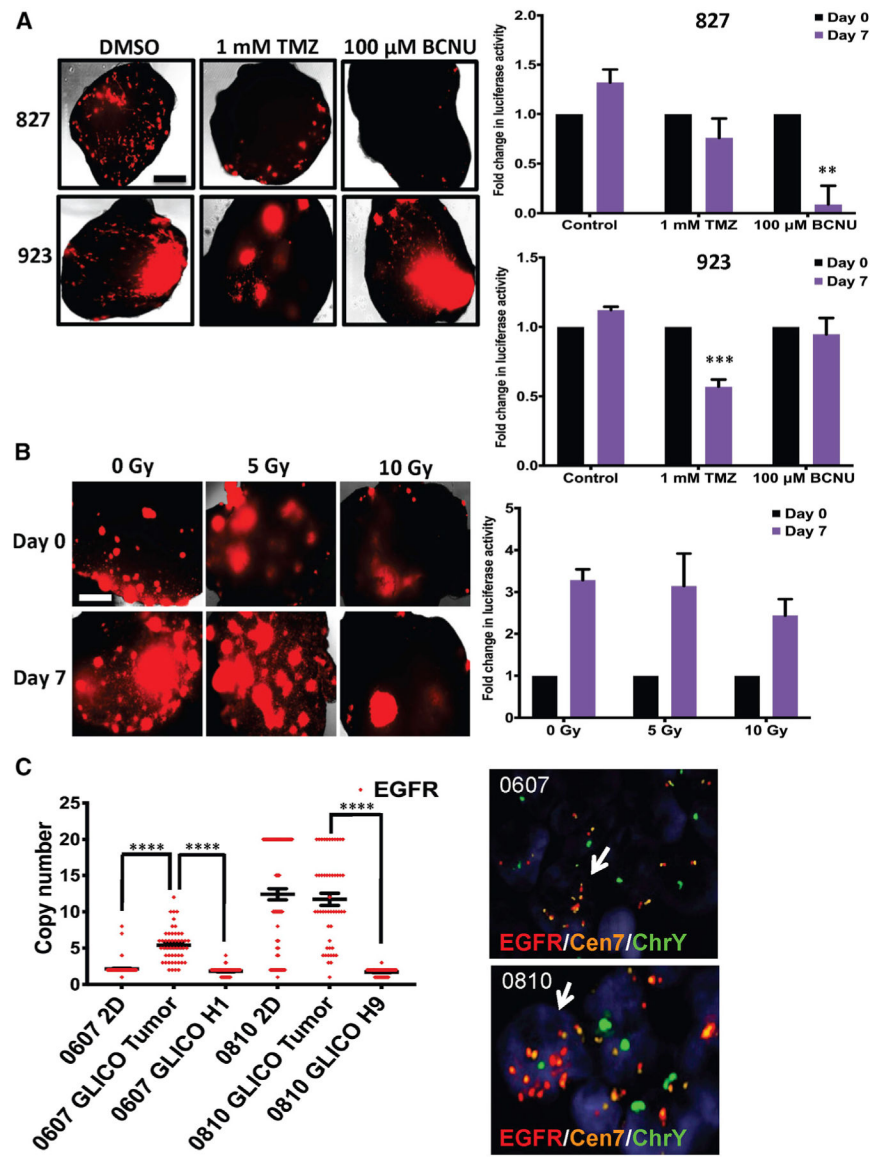 A
DMSO
1 mM TMZ
100 µM BCNU
827
923
827
Day 0
Day 7
Fold change in luciferase activity
2.0
1.5
1.0
0.5
0.0
**
Control
1 mM TMZ
100 µM BCNU
923
Day 0
Day 7
Fold change in luciferase activity
1.5
1.0
0.5
0.0
***
Control
1 mM TMZ
100 µM BCNU
B
0 Gy
5 Gy
10 Gy
Day 0
Day 7
Day 0
Day 7
Fold change in luciferase activity
5
4
3
2
1
0
0 Gy
5 Gy
10 Gy
C
EGFR
Copy number
25
20
15
10
5
0
****
****
****
0607 2D
0607 GLICO Tumor
0607 GLICO H1
0810 2D
0810 GLICO Tumor
0810 GLICO H9
0607
EGFR/Cen7/ChrY
0810
EGFR/Cen7/ChrY